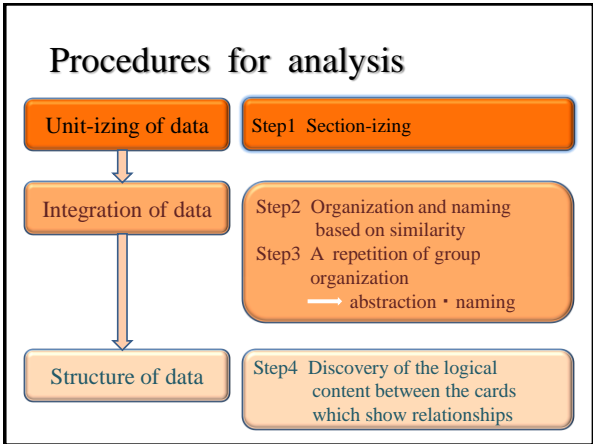 Procedures for analysis
Unit-izing of data
Step1 Section-izing
Integration of data
Step2 Organization and naming
based on similarity
Step3 A repetition of group
organization
abstraction・naming
Structure of data
Step4 Discovery of the logical
content between the cards
which show relationships